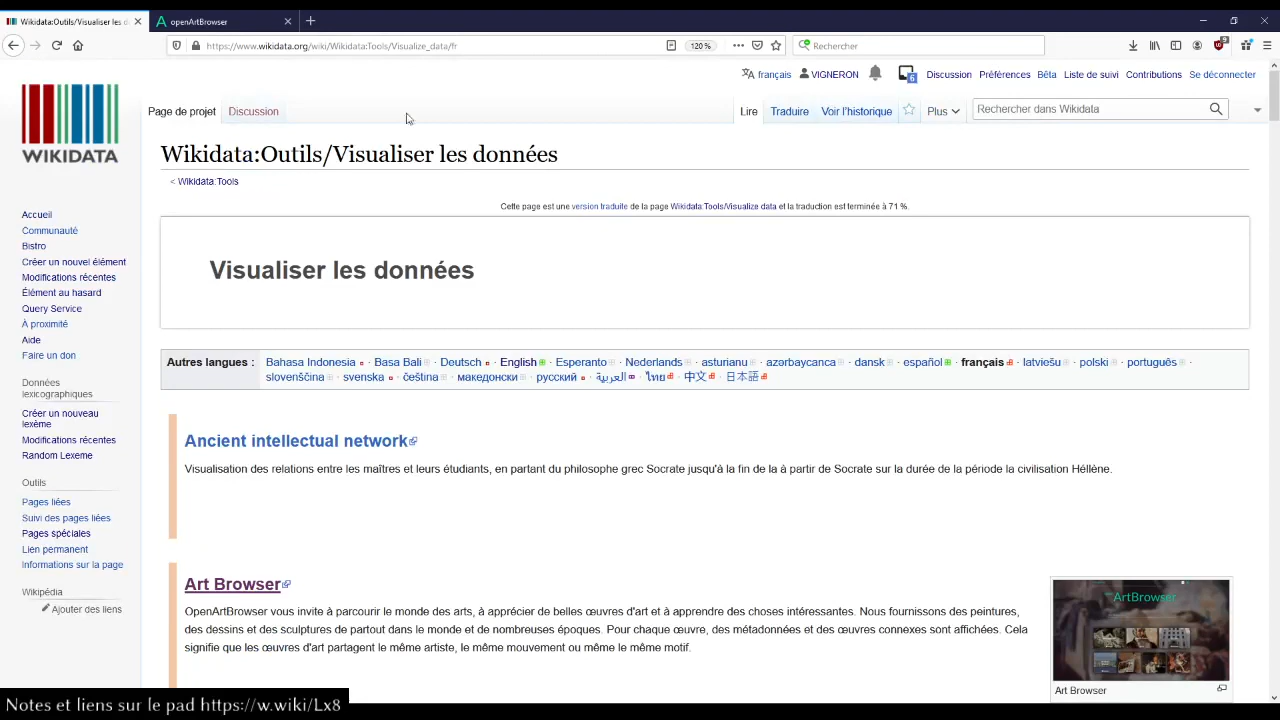 Wikidata:Outils/Visualiser les d
openArtBrowser
https://www.wikidata.org/wiki/Wikidata:Tools/Visualize_data/fr
120 %
Rechercher
français
VIGNERON
6
Discussion
Préférences
Bêta
Liste de suivi
Contributions
Se déconnecter
Page de projet
Discussion
Lire
Traduire
Voir l'historique
Plus
Rechercher dans Wikidata
WIKIDATA
Wikidata:Outils/Visualiser les données
< Wikidata:Tools
Cette page est une version traduite de la page Wikidata:Tools/Visualize data et la traduction est terminée à 71 %.
Visualiser les données
Autres langues : Bahasa Indonesia · Basa Bali · Deutsch · English · Esperanto · Nederlands · asturianu · azərbaycanca · dansk · español · français · latviešu · polski · português ·
slovenščina · svenska · čeština · македонски · русский · العربية · ไทย · 中文 · 日本語
Accueil
Communauté
Bistro
Créer un nouvel élément
Modifications récentes
Élément au hasard
Query Service
À proximité
Aide
Faire un don
Données
lexicographiques
Créer un nouveau
lexème
Modifications récentes
Random Lexeme
Outils
Pages liées
Suivi des pages liées
Pages spéciales
Lien permanent
Informations sur la page
Wikipédia
Ajouter des liens
Ancient intellectual network
Visualisation des relations entre les maîtres et leurs étudiants, en partant du philosophe grec Socrate jusqu'à la fin de la à partir de Socrate sur la durée de la période la civilisation Héllène.
Art Browser
OpenArtBrowser vous invite à parcourir le monde des arts, à apprécier de belles œuvres d'art et à apprendre des choses intéressantes. Nous fournissons des peintures,
des dessins et des sculptures de partout dans le monde et de nombreuses époques. Pour chaque œuvre, des métadonnées et des œuvres connexes sont affichées. Cela
signifie que les œuvres d'art partagent le même artiste, le même mouvement ou même le même motif.
ArtBrowser
Art Browser
Notes et liens sur le pad https://w.wiki/Lx8